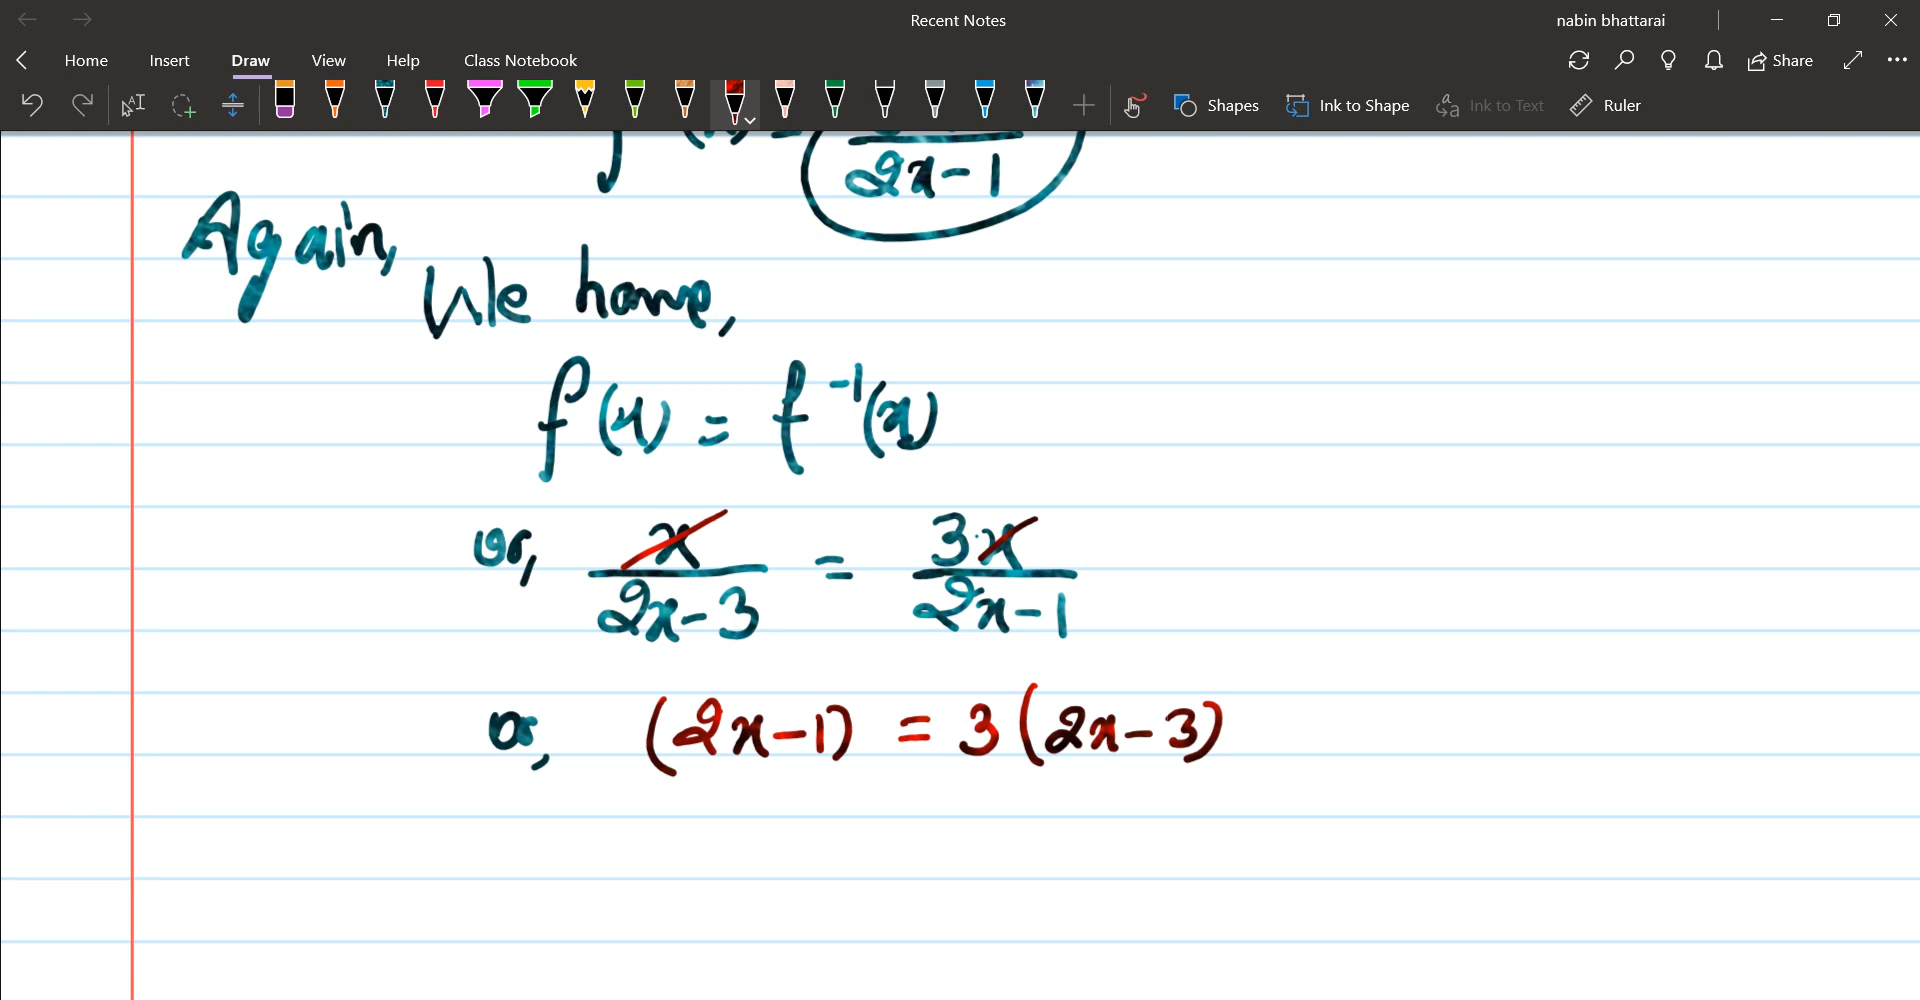 Recent Notes
nabin bhattarai
Home Insert Draw View Help Class Notebook
Share
Shapes Ink to Shape Ink to Text Ruler
2x-1
Again,
We have,
f(x) = f⁻¹(x)
or, x/(2x-3) = 3x/(2x-1)
or, (2x-1) = 3(2x-3)